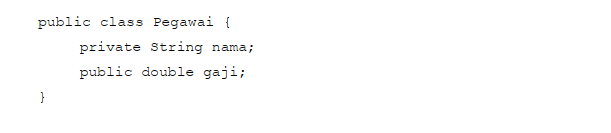 public class Pegawai {
private String nama;
public double gaji;
}